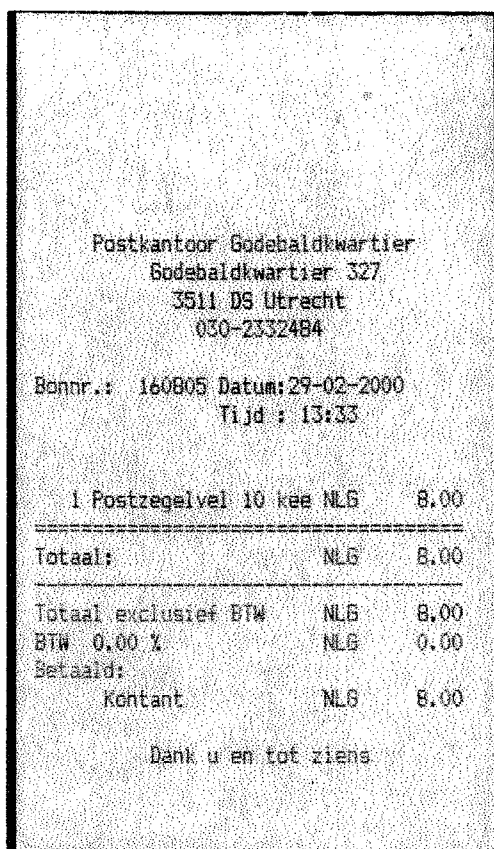 Postkantoor Godebaldkwartier
Godebaldkwartier 327
3511 DS Utrecht
030-2332484
Bonnr.: 160805 Datum:29-02-2000
Tijd : 13:33
1 Postzegelvel 10 kee NLG 8.00
Totaal: NLG 8.00
Totaal exclusief BTW NLG 8.00
BTW 0.00 % NLG 0.00
Betaald:
Kontant NLG 8.00
Dank u en tot ziens